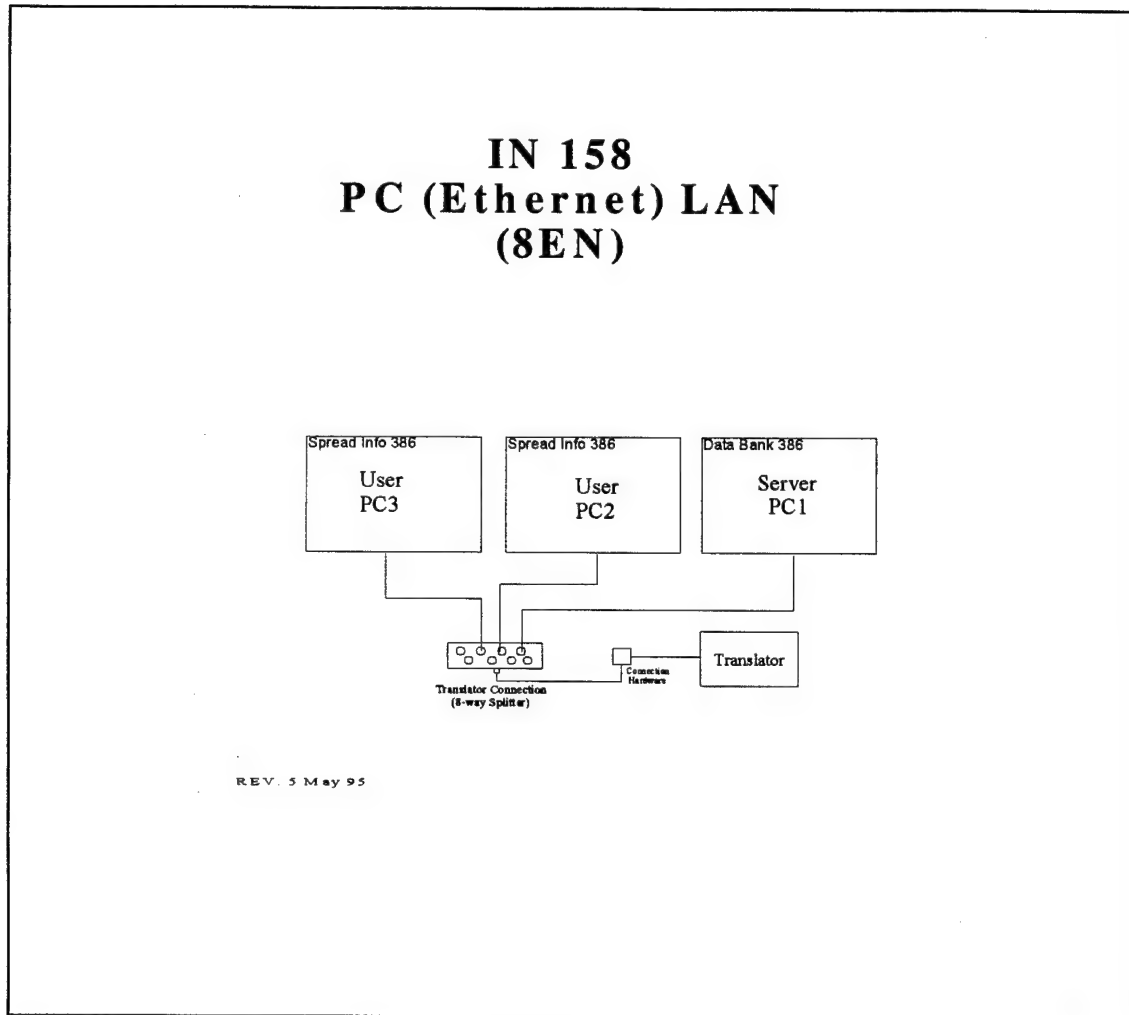 IN 158
PC (Ethernet) LAN
(8EN)
Spread Info 386
User
PC3
Spread Info 386
User
PC2
Data Bank 386
Server
PC1
Translator Connection
(8-way Splitter)
Connection
Hardware
Translator
REV. 5 May 95